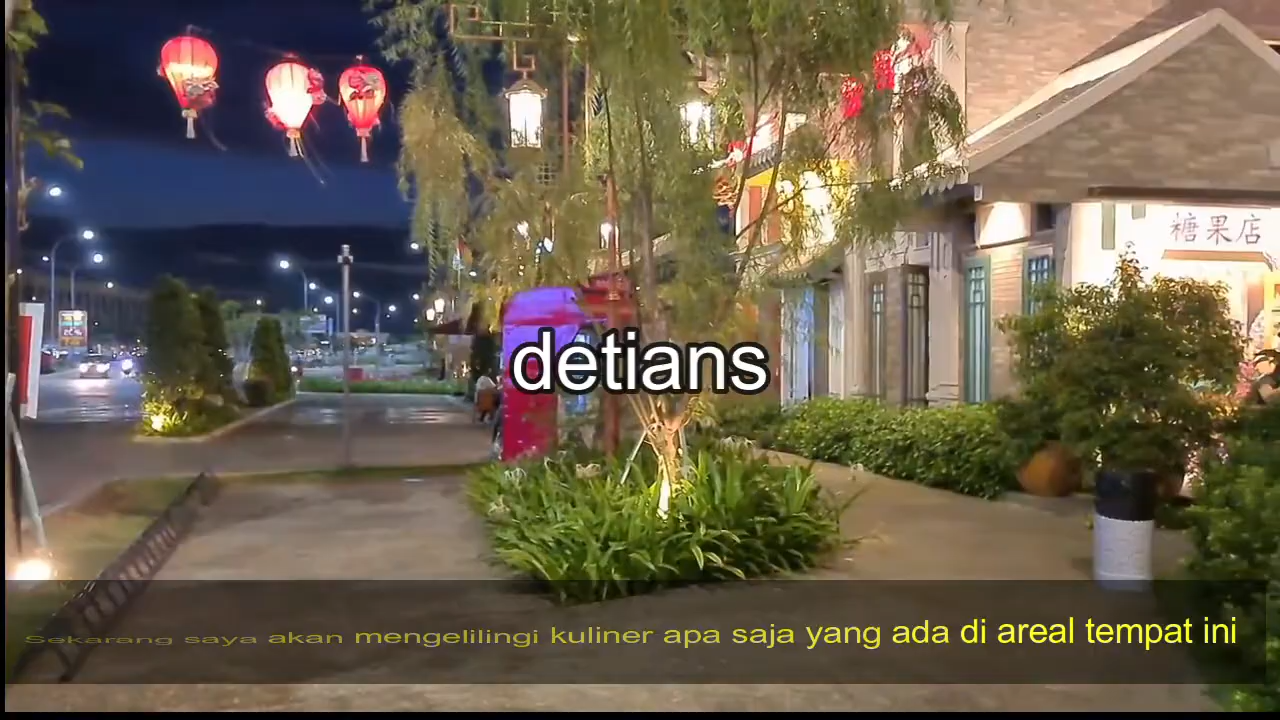 糖果店
detians
Sekarang saya akan mengelilingi kuliner apa saja yang ada di areal tempat ini